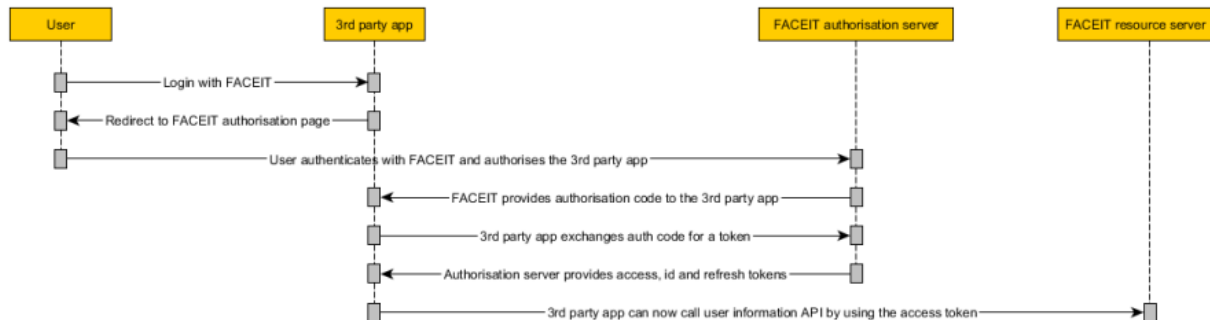 User
3rd party app
FACEIT authorisation server
FACEIT resource server
Login with FACEIT
Redirect to FACEIT authorisation page
User authenticates with FACEIT and authorises the 3rd party app
FACEIT provides authorisation code to the 3rd party app
3rd party app exchanges auth code for a token
Authorisation server provides access, id and refresh tokens
3rd party app can now call user information API by using the access token